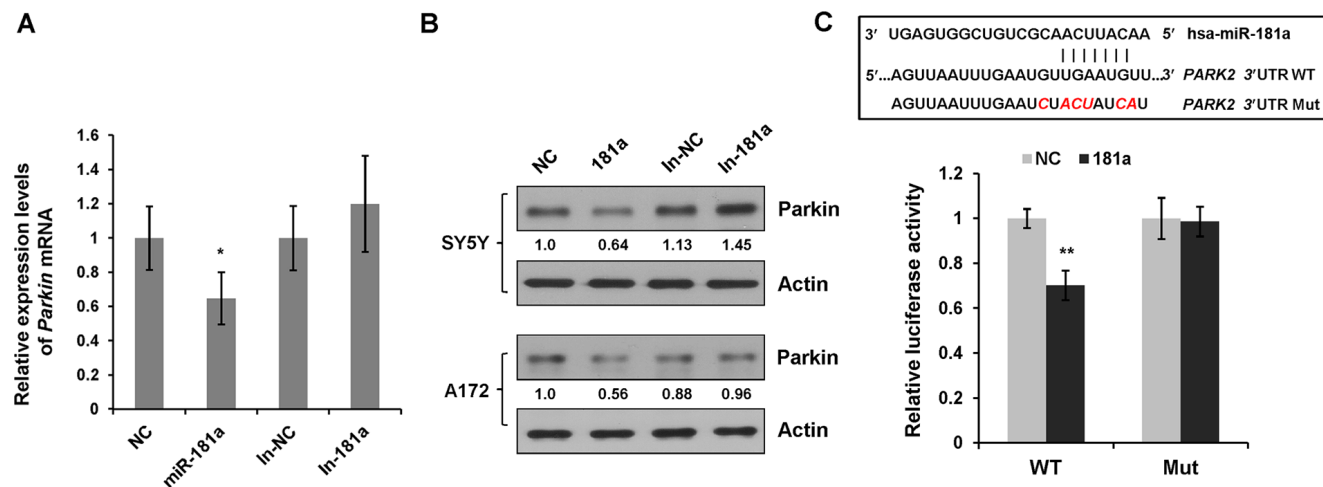 A
Relative expression levels
of Parkin mRNA
1.6
1.4
1.2
1
0.8
0.6
0.4
0.2
0
*
NC
miR-181a
In-NC
In-181a
B
NC
181a
In-NC
In-181a
SY5Y
Parkin
1.0 0.64 1.13 1.45
Actin
A172
Parkin
1.0 0.56 0.88 0.96
Actin
C
3′ UGAGUGGCUGUCGCAACUUACAA 5′ hsa-miR-181a
5′...AGUUAAUUUGAAUGUUGAAUGUU...3′ PARK2 3′UTR WT
AGUUAAUUUGAAUCUACUAUCAU PARK2 3′UTR Mut
NC 181a
Relative luciferase activity
1.2
1
0.8
0.6
0.4
0.2
0
**
WT
Mut